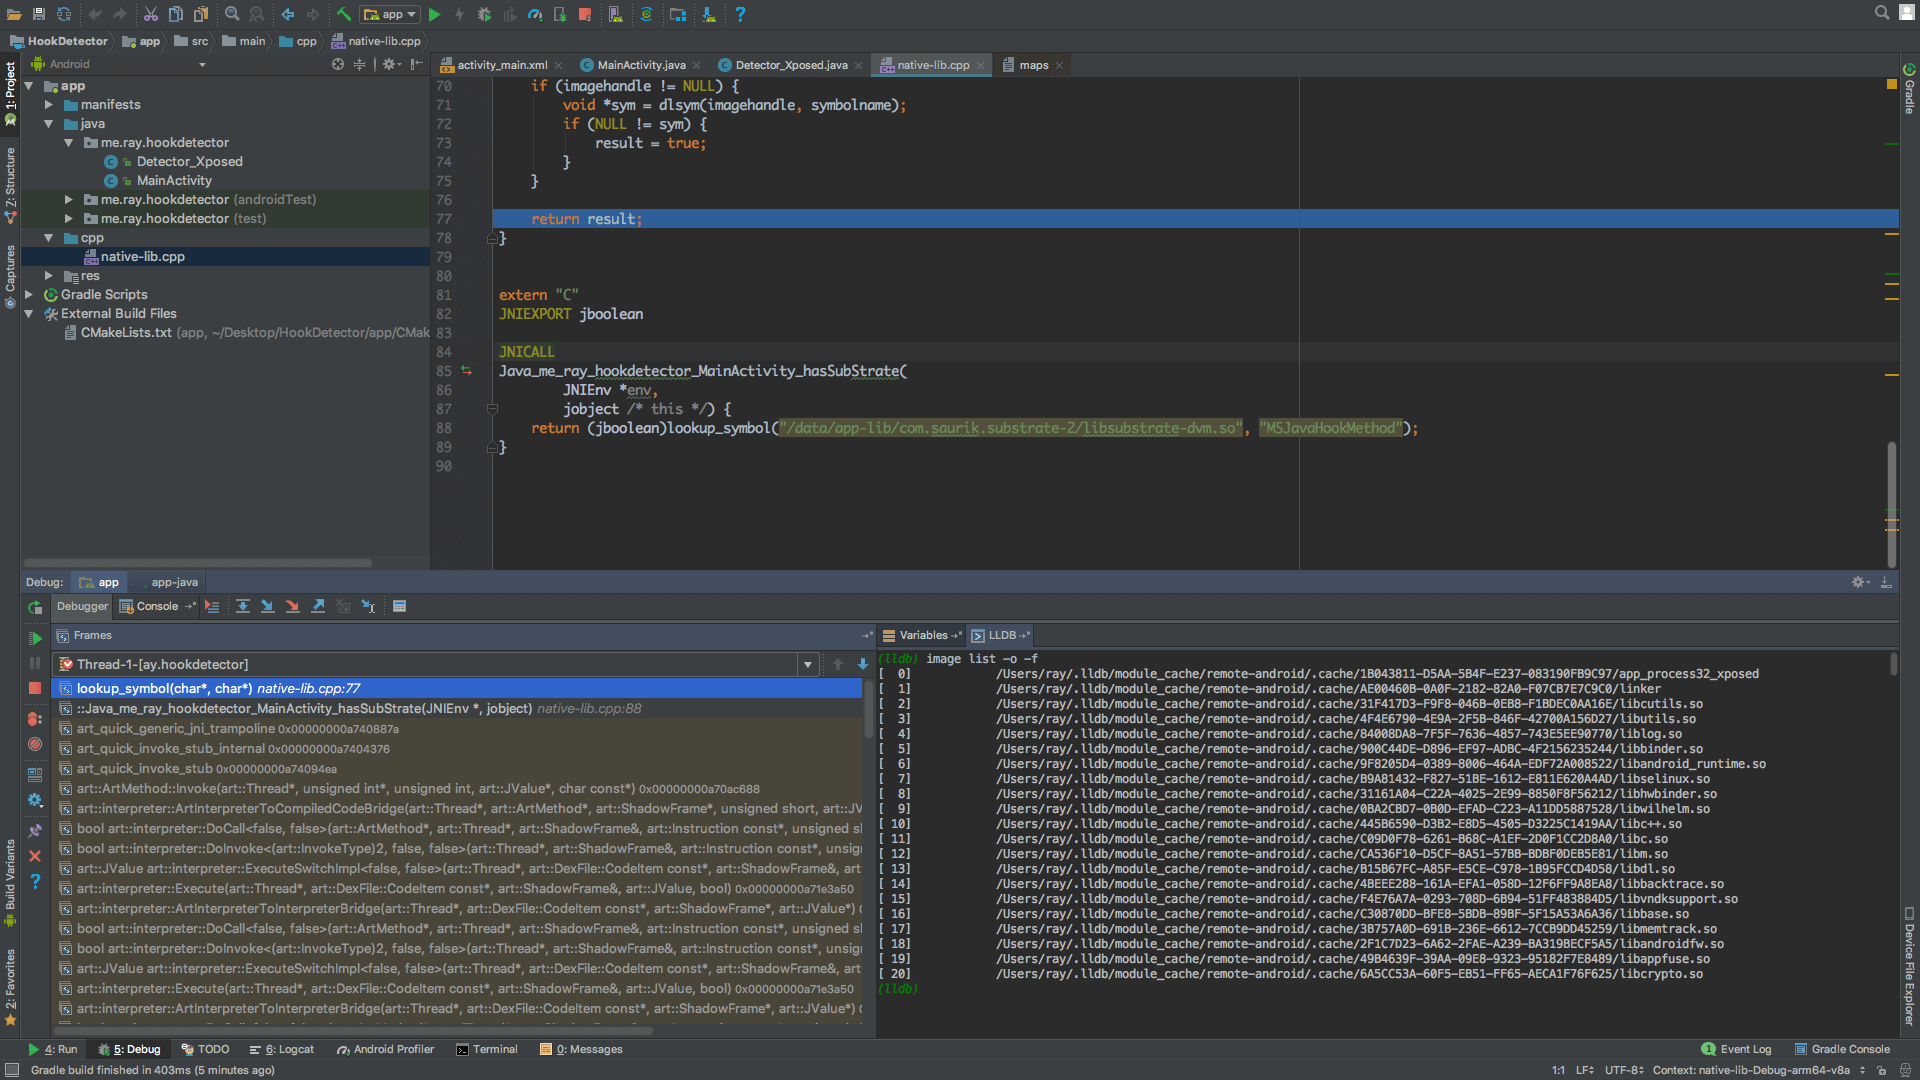 app
HookDetector app src main cpp native-lib.cpp
1: Project
Z: Structure
Captures
Build Variants
2: Favorites
Android
app
manifests
java
me.ray.hookdetector
Detector_Xposed
MainActivity
me.ray.hookdetector (androidTest)
me.ray.hookdetector (test)
cpp
native-lib.cpp
res
Gradle Scripts
External Build Files
CMakeLists.txt (app, ~/Desktop/HookDetector/app/CMak
activity_main.xml MainActivity.java Detector_Xposed.java native-lib.cpp maps
70 if (imagehandle != NULL) {
71 void *sym = dlsym(imagehandle, symbolname);
72 if (NULL != sym) {
73 result = true;
74 }
75 }
76
77 return result;
78 }
79
80
81 extern "C"
82 JNIEXPORT jboolean
83
84 JNICALL
85 Java_me_ray_hookdetector_MainActivity_hasSubStrate(
86 JNIEnv *env,
87 jobject /* this */) {
88 return (jboolean)lookup_symbol("/data/app-lib/com.saurik.substrate-2/libsubstrate-dvm.so", "MSJavaHookMethod");
89 }
90
Gradle
Device File Explorer
Debug: app app-java
Debugger Console
Frames
Thread-1-[ay.hookdetector]
lookup_symbol(char*, char*) native-lib.cpp:77
::Java_me_ray_hookdetector_MainActivity_hasSubStrate(JNIEnv *, jobject) native-lib.cpp:88
art_quick_generic_jni_trampoline 0x00000000a740887a
art_quick_invoke_stub_internal 0x00000000a7404376
art_quick_invoke_stub 0x00000000a74094ea
art::ArtMethod::Invoke(art::Thread*, unsigned int*, unsigned int, art::JValue*, char const*) 0x00000000a70ac688
art::interpreter::ArtInterpreterToCompiledCodeBridge(art::Thread*, art::ArtMethod*, art::ShadowFrame*, unsigned short, art::JV
bool art::interpreter::DoCall<false, false>(art::ArtMethod*, art::Thread*, art::ShadowFrame&, art::Instruction const*, unsigned sh
bool art::interpreter::DoInvoke<(art::InvokeType)2, false, false>(art::Thread*, art::ShadowFrame&, art::Instruction const*, unsign
art::JValue art::interpreter::ExecuteSwitchImpl<false, false>(art::Thread*, art::DexFile::CodeItem const*, art::ShadowFrame&, art
art::interpreter::Execute(art::Thread*, art::DexFile::CodeItem const*, art::ShadowFrame&, art::JValue, bool) 0x00000000a71e3a50
art::interpreter::ArtInterpreterToInterpreterBridge(art::Thread*, art::DexFile::CodeItem const*, art::ShadowFrame*, art::JValue*) 0
bool art::interpreter::DoCall<false, false>(art::ArtMethod*, art::Thread*, art::ShadowFrame&, art::Instruction const*, unsigned sh
bool art::interpreter::DoInvoke<(art::InvokeType)2, false, false>(art::Thread*, art::ShadowFrame&, art::Instruction const*, unsign
art::JValue art::interpreter::ExecuteSwitchImpl<false, false>(art::Thread*, art::DexFile::CodeItem const*, art::ShadowFrame&, art
art::interpreter::Execute(art::Thread*, art::DexFile::CodeItem const*, art::ShadowFrame&, art::JValue, bool) 0x00000000a71e3a50
art::interpreter::ArtInterpreterToInterpreterBridge(art::Thread*, art::DexFile::CodeItem const*, art::ShadowFrame*, art::JValue*) 0
Variables LLDB
(lldb) image list -o -f
[ 0] /Users/ray/.lldb/module_cache/remote-android/.cache/1B043811-D5AA-5B4F-E237-083190FB9C97/app_process32_xposed
[ 1] /Users/ray/.lldb/module_cache/remote-android/.cache/AE00460B-0A0F-2182-82A0-F07CB7E7C9C0/linker
[ 2] /Users/ray/.lldb/module_cache/remote-android/.cache/31F417D3-F9F8-046B-0EB8-F1BDEC0AA16E/libcutils.so
[ 3] /Users/ray/.lldb/module_cache/remote-android/.cache/4F4E6790-4E9A-2F5B-846F-42700A156D27/libutils.so
[ 4] /Users/ray/.lldb/module_cache/remote-android/.cache/84008DA8-7F5F-7636-4857-743E5EE90770/liblog.so
[ 5] /Users/ray/.lldb/module_cache/remote-android/.cache/900C44DE-D896-EF97-ADBC-4F2156235244/libbinder.so
[ 6] /Users/ray/.lldb/module_cache/remote-android/.cache/9F8205D4-0389-8006-464A-EDF72A008522/libandroid_runtime.so
[ 7] /Users/ray/.lldb/module_cache/remote-android/.cache/B9A81432-F827-51BE-1612-E811E620A4AD/libselinux.so
[ 8] /Users/ray/.lldb/module_cache/remote-android/.cache/31161A04-C22A-4025-2E99-8850F8F56212/libhwbinder.so
[ 9] /Users/ray/.lldb/module_cache/remote-android/.cache/0BA2CBD7-0B0D-EFAD-C223-A11DD5887528/libwilhelm.so
[ 10] /Users/ray/.lldb/module_cache/remote-android/.cache/445B6590-D3B2-E8D5-4505-D3225C1419AA/libc++.so
[ 11] /Users/ray/.lldb/module_cache/remote-android/.cache/C09D0F78-6261-B68C-A1EF-2D0F1CC2D8A0/libc.so
[ 12] /Users/ray/.lldb/module_cache/remote-android/.cache/CA536F10-D5CF-8A51-57BB-BDBF0DEB5E81/libm.so
[ 13] /Users/ray/.lldb/module_cache/remote-android/.cache/B15B67FC-A85F-E5CE-C978-1B95FCCD4D58/libdl.so
[ 14] /Users/ray/.lldb/module_cache/remote-android/.cache/4BEEE288-161A-EFA1-058D-12F6FF9A8EA8/libbacktrace.so
[ 15] /Users/ray/.lldb/module_cache/remote-android/.cache/F4E76A7A-0293-708D-6B94-51FF483884D5/libvndksupport.so
[ 16] /Users/ray/.lldb/module_cache/remote-android/.cache/C30870DD-BFE8-5BDB-89BF-5F15A53A6A36/libbase.so
[ 17] /Users/ray/.lldb/module_cache/remote-android/.cache/3B757A0D-691B-236E-6612-7CCB9DD45259/libmemtrack.so
[ 18] /Users/ray/.lldb/module_cache/remote-android/.cache/2F1C7D23-6A62-2FAE-A239-BA319BECF5A5/libandroidfw.so
[ 19] /Users/ray/.lldb/module_cache/remote-android/.cache/49B4639F-39AA-09E8-9323-95182F7E8489/libappfuse.so
[ 20] /Users/ray/.lldb/module_cache/remote-android/.cache/6A5CC53A-60F5-EB51-FF65-AECA1F76F625/libcrypto.so
(lldb)
4: Run 5: Debug TODO 6: Logcat Android Profiler Terminal 0: Messages 1 Event Log Gradle Console
Gradle build finished in 403ms (5 minutes ago) 1:1 LF UTF-8 Context: native-lib-Debug-arm64-v8a